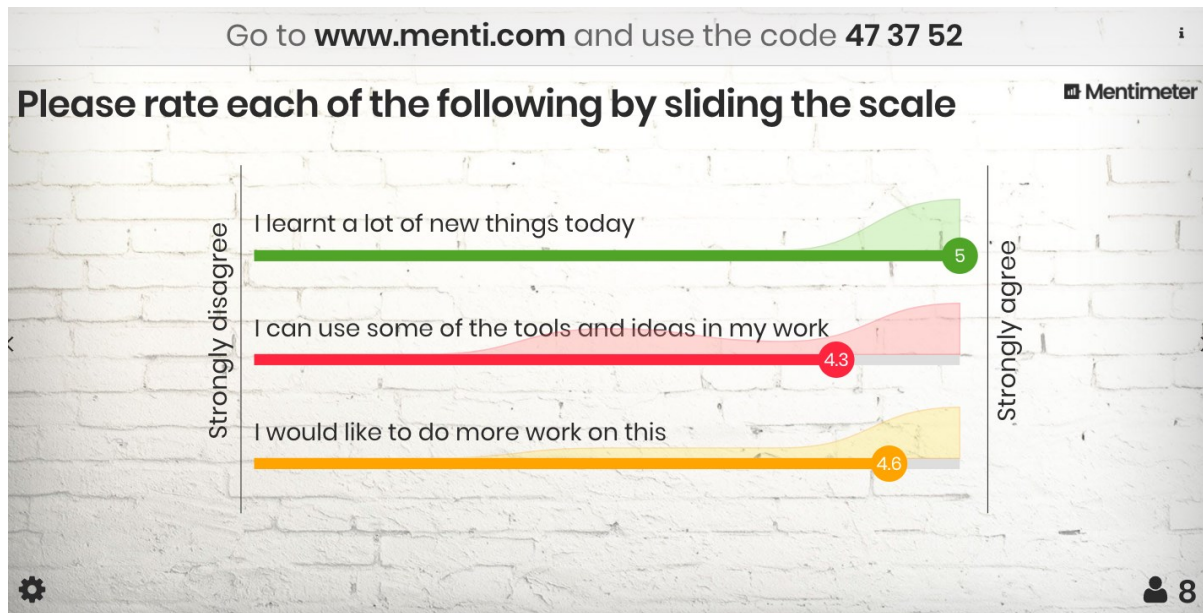 Go to www.menti.com and use the code 47 37 52
i
Please rate each of the following by sliding the scale
Mentimeter
Strongly disagree
I learnt a lot of new things today
5
I can use some of the tools and ideas in my work
4.3
I would like to do more work on this
4.6
Strongly agree
8